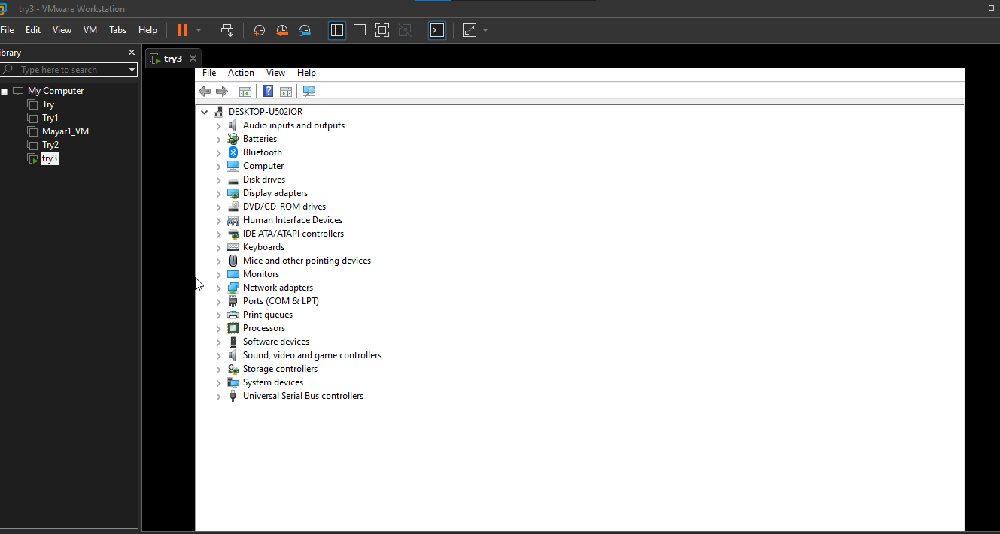 try3 - VMware Workstation
File Edit View VM Tabs Help
ibrary
Type here to search
My Computer
Try
Try1
Mayar1_VM
Try2
try3
try3
File Action View Help
DESKTOP-U502IOR
Audio inputs and outputs
Batteries
Bluetooth
Computer
Disk drives
Display adapters
DVD/CD-ROM drives
Human Interface Devices
IDE ATA/ATAPI controllers
Keyboards
Mice and other pointing devices
Monitors
Network adapters
Ports (COM & LPT)
Print queues
Processors
Software devices
Sound, video and game controllers
Storage controllers
System devices
Universal Serial Bus controllers